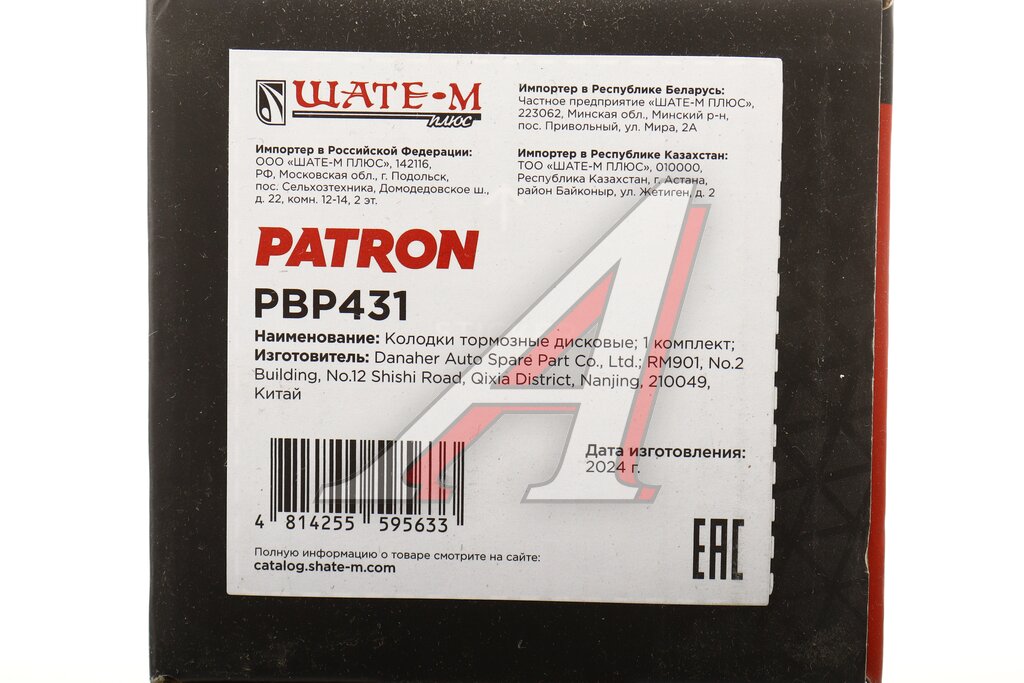 ШАТЕ-М
плюс
Импортер в Российской Федерации:
ООО «ШАТЕ-М ПЛЮС», 142116,
РФ, Московская обл., г. Подольск,
пос. Сельхозтехника, Домодедовское ш.,
д. 22, комн. 12-14, 2 эт.
Импортер в Республике Беларусь:
Частное предприятие «ШАТЕ-М ПЛЮС»,
223062, Минская обл., Минский р-н,
пос. Привольный, ул. Мира, 2А
Импортер в Республике Казахстан:
ТОО «ШАТЕ-М ПЛЮС», 010000,
Республика Казахстан, г. Астана,
район Байконыр, ул. Жетиген, д. 2
PATRON
PBP431
Наименование: Колодки тормозные дисковые; 1 комплект;
Изготовитель: Danaher Auto Spare Part Co., Ltd.; RM901, No.2
Building, No.12 Shishi Road, Qixia District, Nanjing, 210049,
Китай
Дата изготовления:
2024 г.
4 814255 595633
Полную информацию о товаре смотрите на сайте:
catalog.shate-m.com
EAC